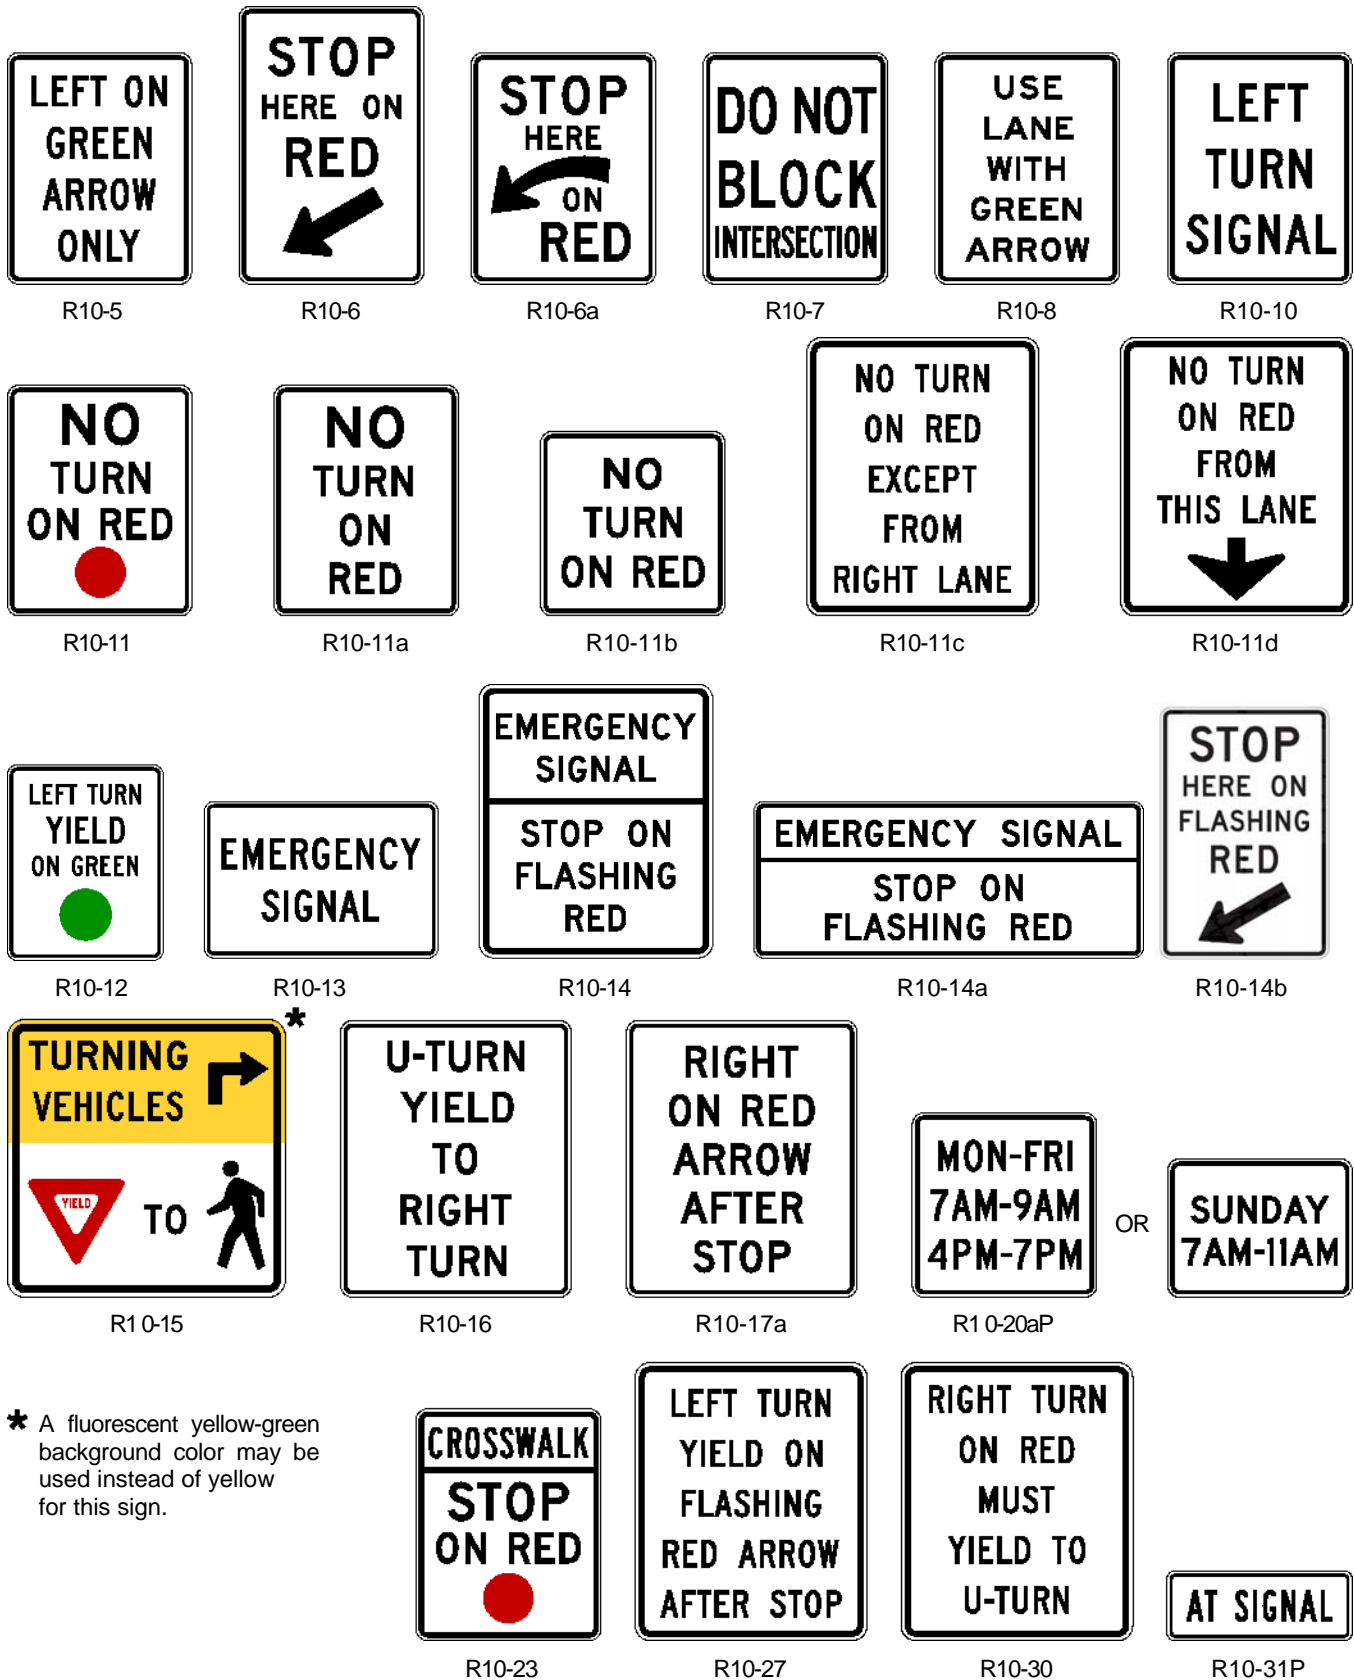 LEFT ON
GREEN
ARROW
ONLY
R10-5
STOP
HERE ON
RED
R10-6
STOP
HERE
ON
RED
R10-6a
DO NOT
BLOCK
INTERSECTION
R10-7
USE
LANE
WITH
GREEN
ARROW
R10-8
LEFT
TURN
SIGNAL
R10-10
NO
TURN
ON RED
R10-11
NO
TURN
ON
RED
R10-11a
NO
TURN
ON RED
R10-11b
NO TURN
ON RED
EXCEPT
FROM
RIGHT LANE
R10-11c
NO TURN
ON RED
FROM
THIS LANE
R10-11d
LEFT TURN
YIELD
ON GREEN
R10-12
EMERGENCY
SIGNAL
R10-13
EMERGENCY
SIGNAL
STOP ON
FLASHING
RED
R10-14
EMERGENCY SIGNAL
STOP ON
FLASHING RED
R10-14a
STOP
HERE ON
FLASHING
RED
R10-14b
TURNING
VEHICLES
YIELD
TO
*
R10-15
U-TURN
YIELD
TO
RIGHT
TURN
R10-16
RIGHT
ON RED
ARROW
AFTER
STOP
R10-17a
MON-FRI
7AM-9AM
4PM-7PM
R10-20aP
OR
SUNDAY
7AM-11AM
* A fluorescent yellow-green
background color may be
used instead of yellow
for this sign.
CROSSWALK
STOP
ON RED
R10-23
LEFT TURN
YIELD ON
FLASHING
RED ARROW
AFTER STOP
R10-27
RIGHT TURN
ON RED
MUST
YIELD TO
U-TURN
R10-30
AT SIGNAL
R10-31P